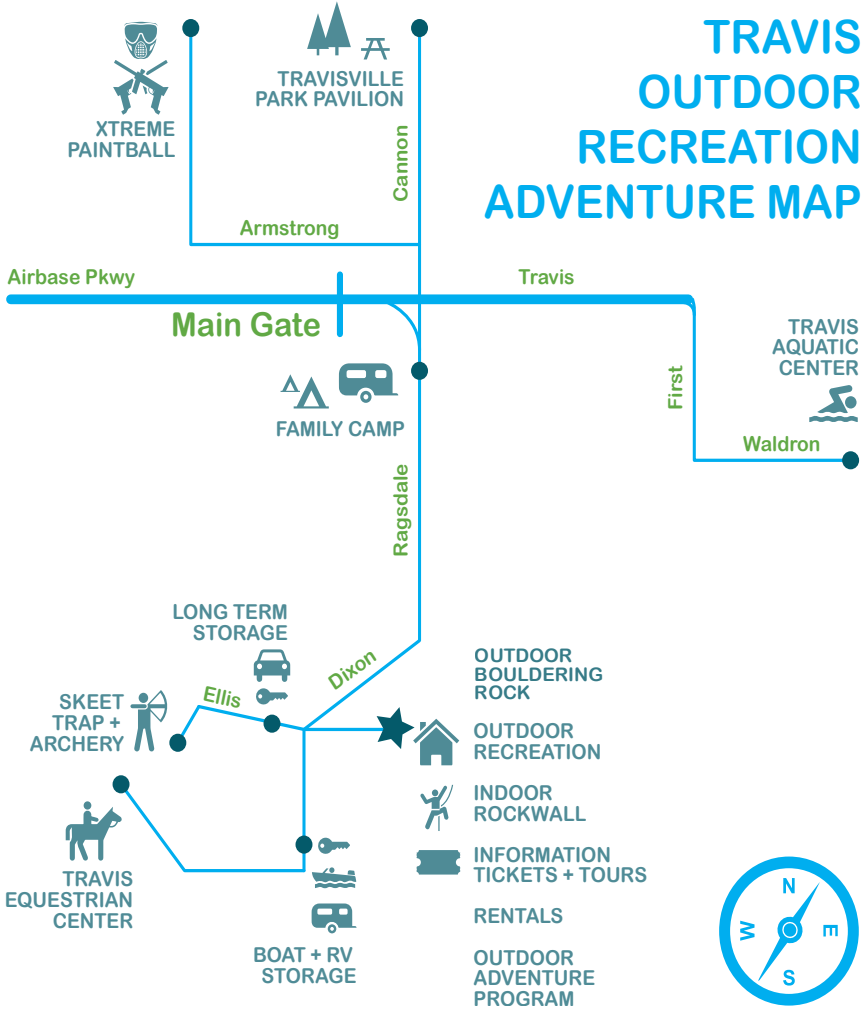 TRAVIS
OUTDOOR
RECREATION
ADVENTURE MAP
XTREME
PAINTBALL
TRAVISVILLE
PARK PAVILION
Cannon
Armstrong
Airbase Pkwy
Travis
Main Gate
TRAVIS
AQUATIC
CENTER
First
Waldron
FAMILY CAMP
Ragsdale
LONG TERM
STORAGE
Dixon
Ellis
SKEET
TRAP +
ARCHERY
OUTDOOR
BOULDERING
ROCK
OUTDOOR
RECREATION
INDOOR
ROCKWALL
INFORMATION
TICKETS + TOURS
RENTALS
OUTDOOR
ADVENTURE
PROGRAM
TRAVIS
EQUESTRIAN
CENTER
BOAT + RV
STORAGE
N
W
E
S